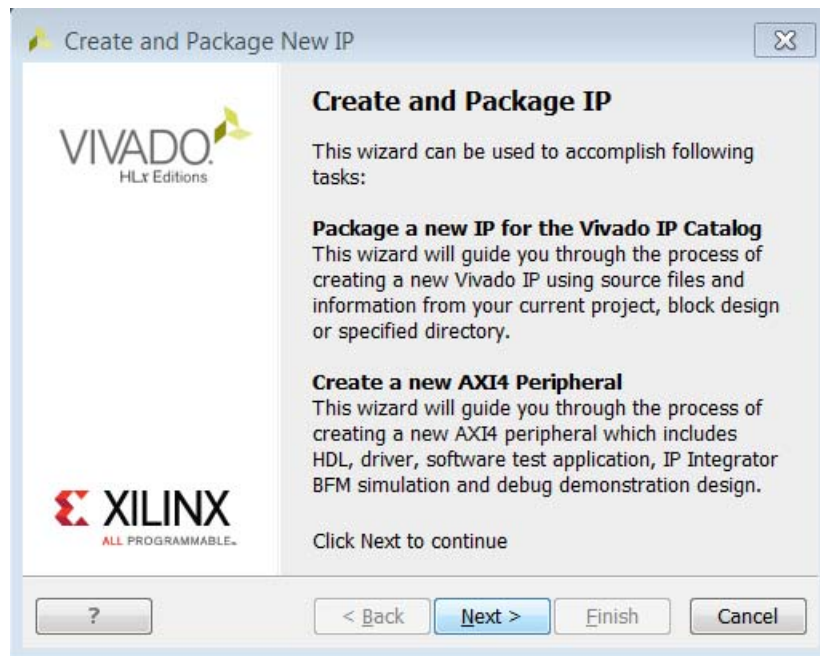 Create and Package New IP
VIVADO.
HLx Editions
Create and Package IP
This wizard can be used to accomplish following
tasks:
Package a new IP for the Vivado IP Catalog
This wizard will guide you through the process of
creating a new Vivado IP using source files and
information from your current project, block design
or specified directory.
Create a new AXI4 Peripheral
This wizard will guide you through the process of
creating a new AXI4 peripheral which includes
HDL, driver, software test application, IP Integrator
BFM simulation and debug demonstration design.
XILINX
ALL PROGRAMMABLE™
Click Next to continue
?
< Back
Next >
Finish
Cancel